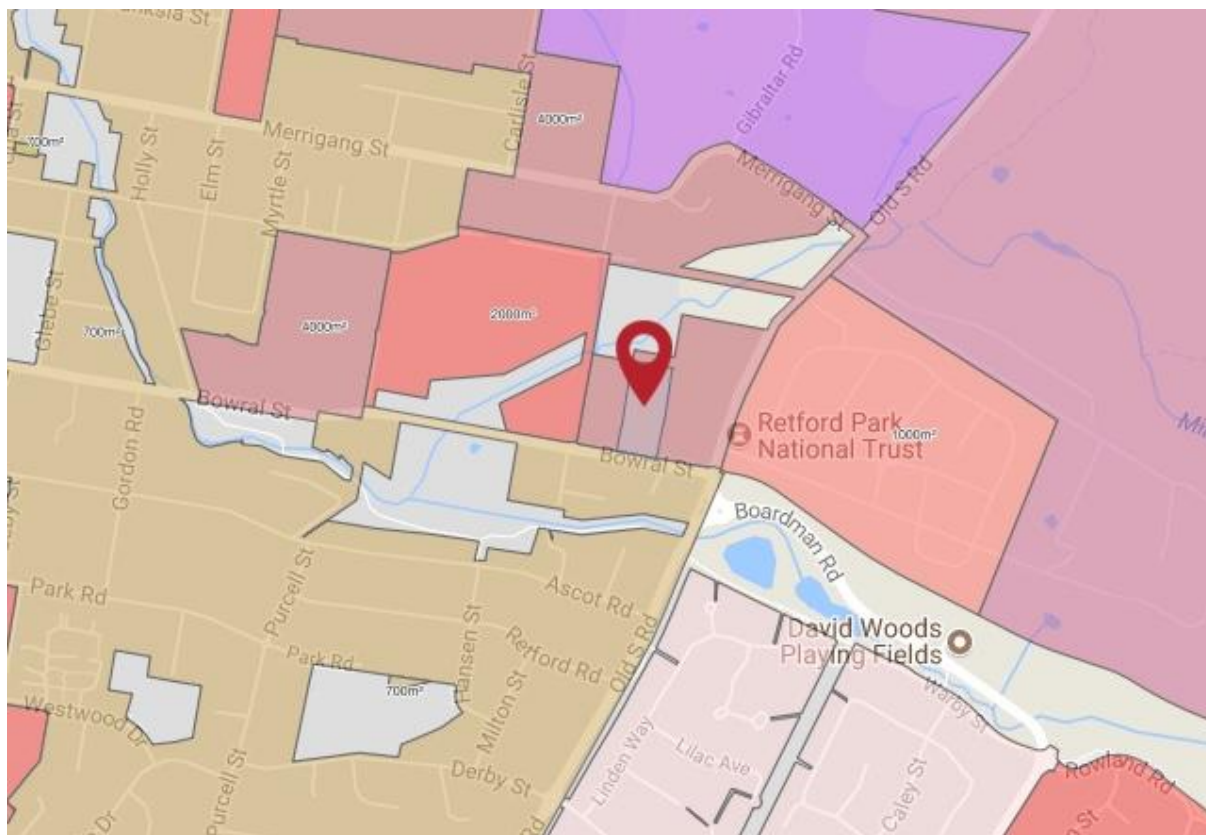 4000m²
Carlisle St
Gibraltar Rd
Merrigang St
700m²
Holly St
Elm St
Myrtle St
Merrigang St
Old S Rd
Glebe St
700m²
4000m²
2000m²
Bowral St
Retford Park
National Trust
1000m²
Bowral St
Gordon Rd
Boardman Rd
Purcell St
Park Rd
Ascot Rd
Hansen St
Retford Rd
Old S Rd
David Woods
Playing Fields
Park Rd
700m²
Milton St
Warby St
Westwood Dr
Linden Way
Lilac Ave
Caley St
Rowland Rd
Derby St
Purcell St